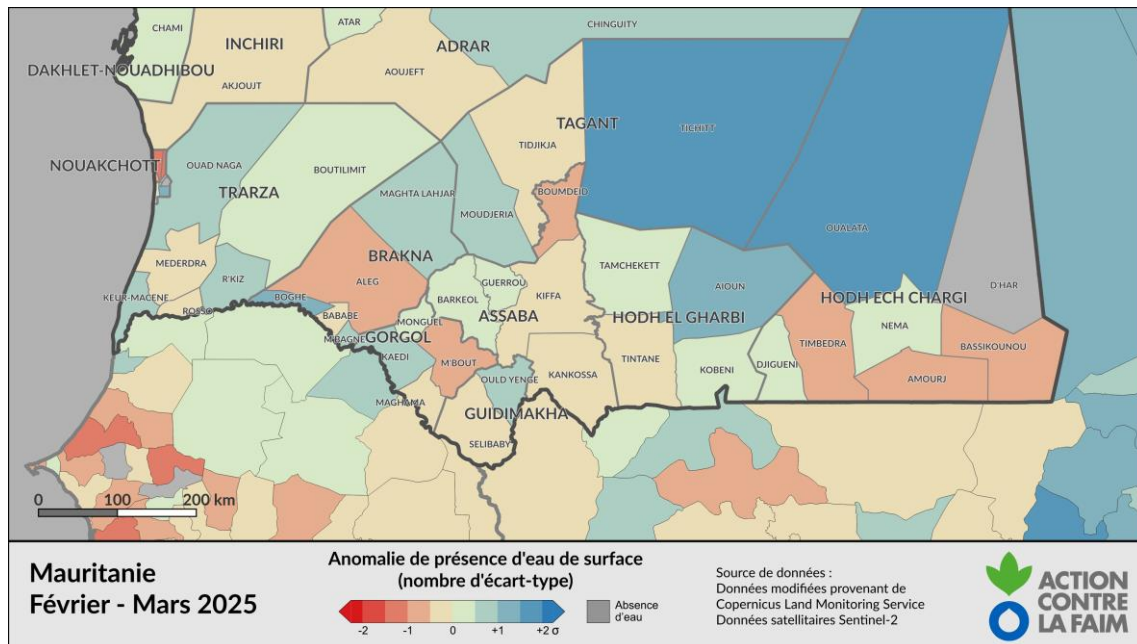 CHAMI
ATAR
CHINGUITY
INCHIRI
ADRAR
DAKHLET-NOUADHIBOU
AOUJEFT
AKJOUJT
TAGANT
TICHITT
TIDJIKJA
NOUAKCHOTT
OUAD NAGA
BOUTILIMIT
TRARZA
MAGHTA LAHJAR
BOUMDEID
MOUDJERIA
OUALATA
MEDERDRA
BRAKNA
TAMCHEKETT
R'KIZ
ALEG
GUERROU
AIOUN
D'HAR
KEUR-MACENE
BOGHE
BARKEOL
KIFFA
HODH ECH CHARGI
ROSSO
BABABE
ASSABA
HODH EL GHARBI
MONGUEL
NEMA
M'BAGNE
GORGOL
TIMBEDRA
BASSIKOUNOU
KAEDI
M'BOUT
TINTANE
KOBENI
DJIGUENI
OULD YENGE
KANKOSSA
AMOURJ
MAGHAMA
GUIDIMAKHA
SELIBABY
0 100 200 km
Mauritanie
Février - Mars 2025
Anomalie de présence d'eau de surface
(nombre d'écart-type)
-2 -1 0 +1 +2 σ
Absence
d'eau
Source de données :
Données modifiées provenant de
Copernicus Land Monitoring Service
Données satellitaires Sentinel-2
ACTION
CONTRE
LA FAIM